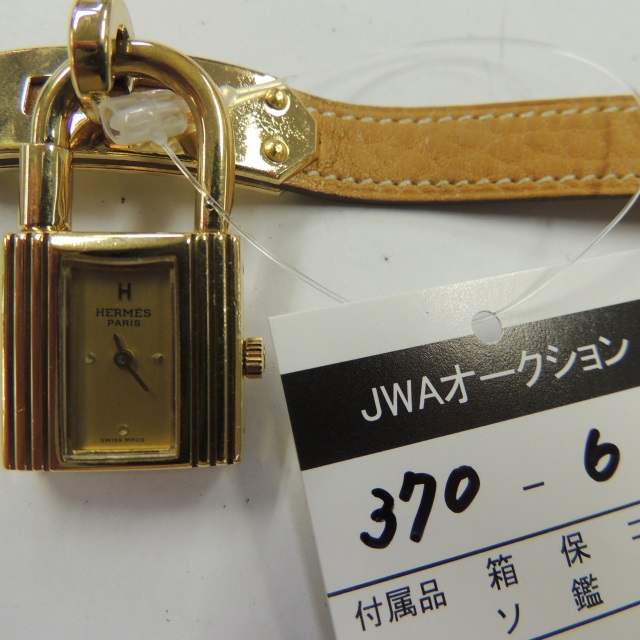 H
HERMÈS
PARIS
SWISS MADE
JWAオークション
370 - 6
付属品 箱 保
ソ 鑑